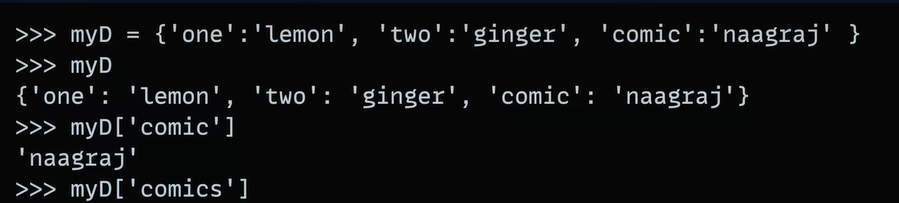 >>> myD = {'one':'lemon', 'two':'ginger', 'comic':'naagraj' }
>>> myD
{'one': 'lemon', 'two': 'ginger', 'comic': 'naagraj'}
>>> myD['comic']
'naagraj'
>>> myD['comics']